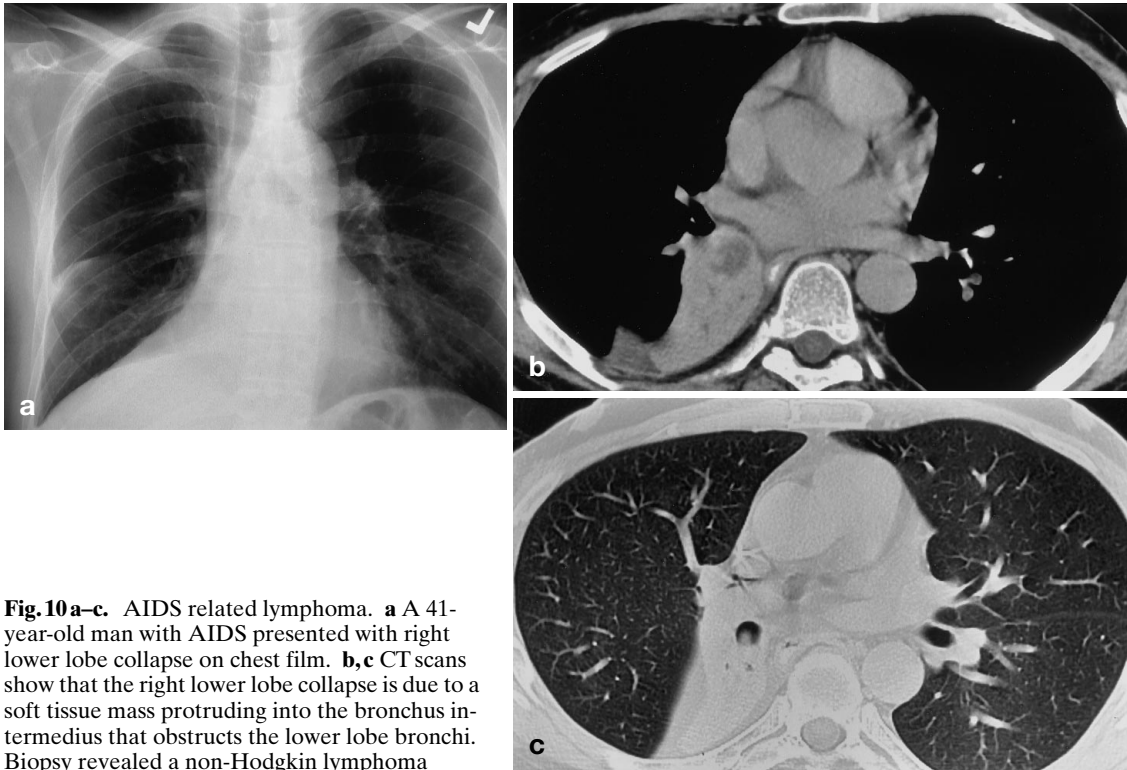 a
b
c
Fig. 10 a–c. AIDS related lymphoma. a A 41-
year-old man with AIDS presented with right
lower lobe collapse on chest film. b, c CT scans
show that the right lower lobe collapse is due to a
soft tissue mass protruding into the bronchus in-
termedius that obstructs the lower lobe bronchi.
Biopsy revealed a non-Hodgkin lymphoma